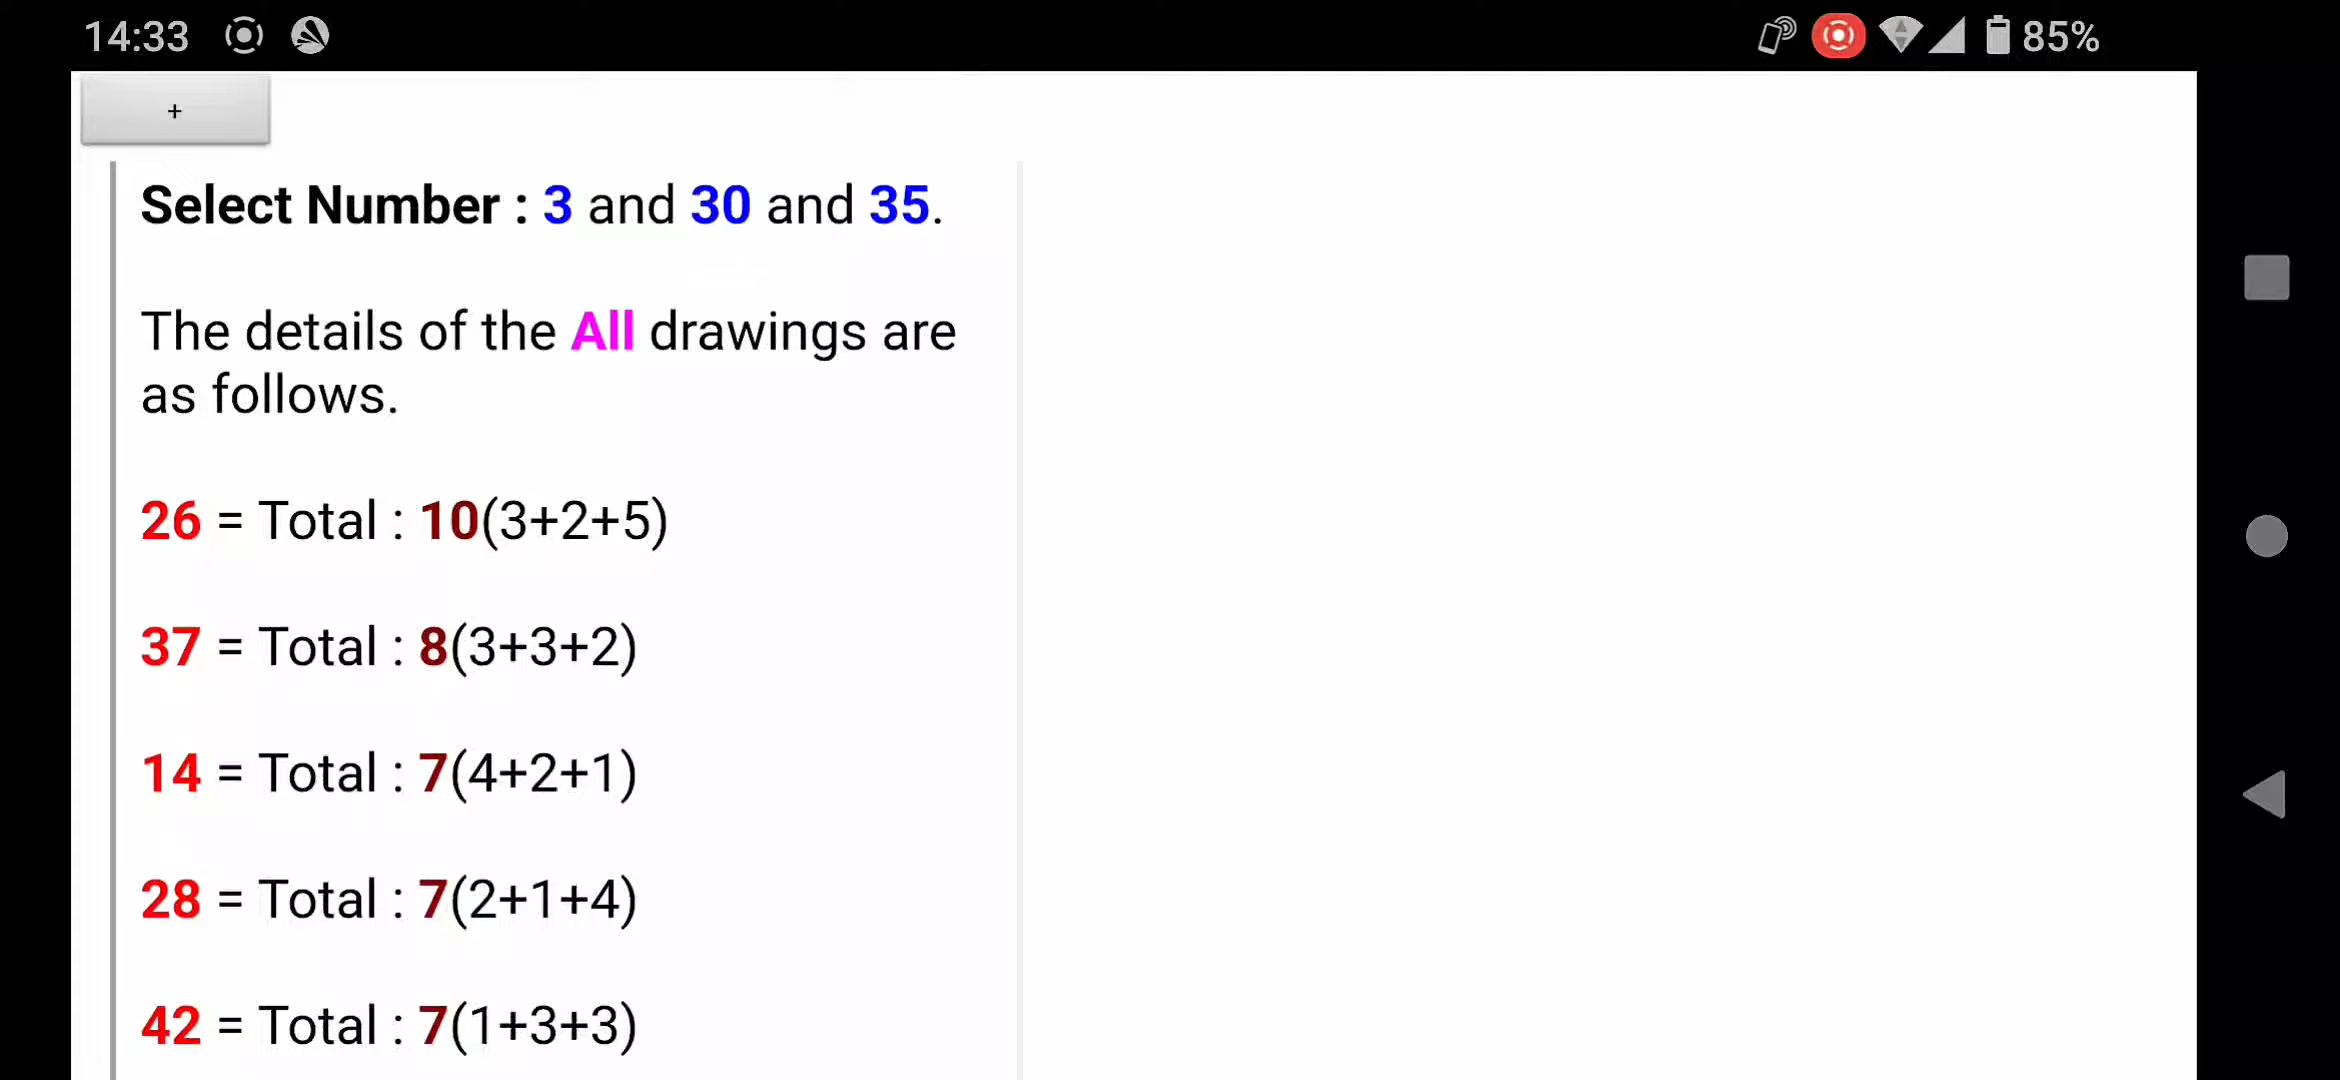 14:33 85%
+
Select Number : 3 and 30 and 35.
The details of the All drawings are
as follows.
26 = Total : 10(3+2+5)
37 = Total : 8(3+3+2)
14 = Total : 7(4+2+1)
28 = Total : 7(2+1+4)
42 = Total : 7(1+3+3)